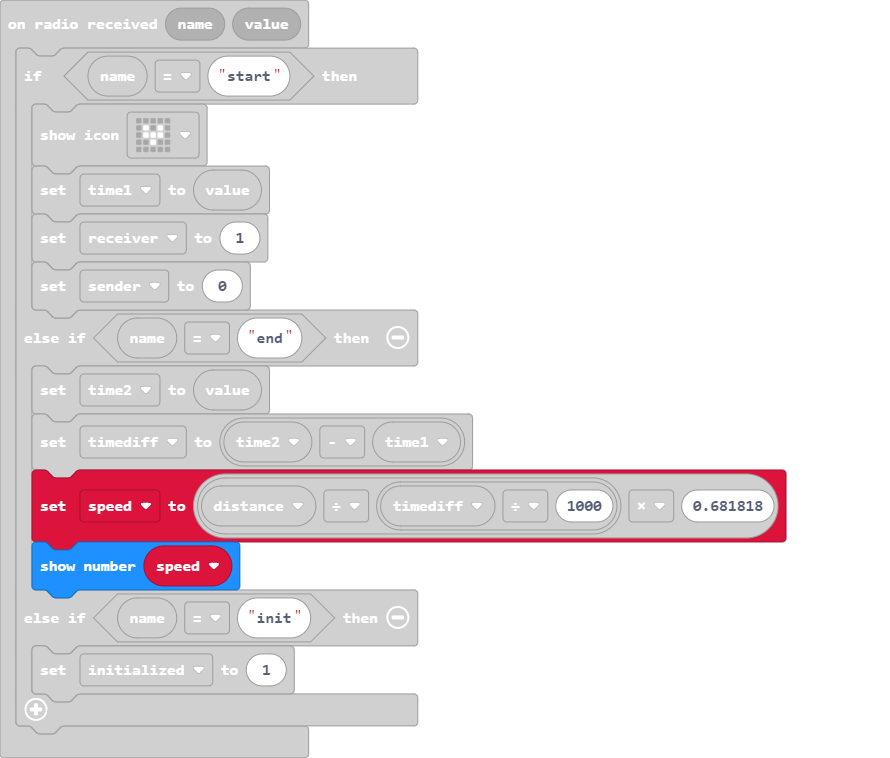 on radio received name value
if name = "start" then
show icon
set time1 to value
set receiver to 1
set sender to 0
else if name = "end" then
set time2 to value
set timediff to time2 - time1
set speed to distance ÷ timediff ÷ 1000 × 0.681818
show number speed
else if name = "init" then
set initialized to 1